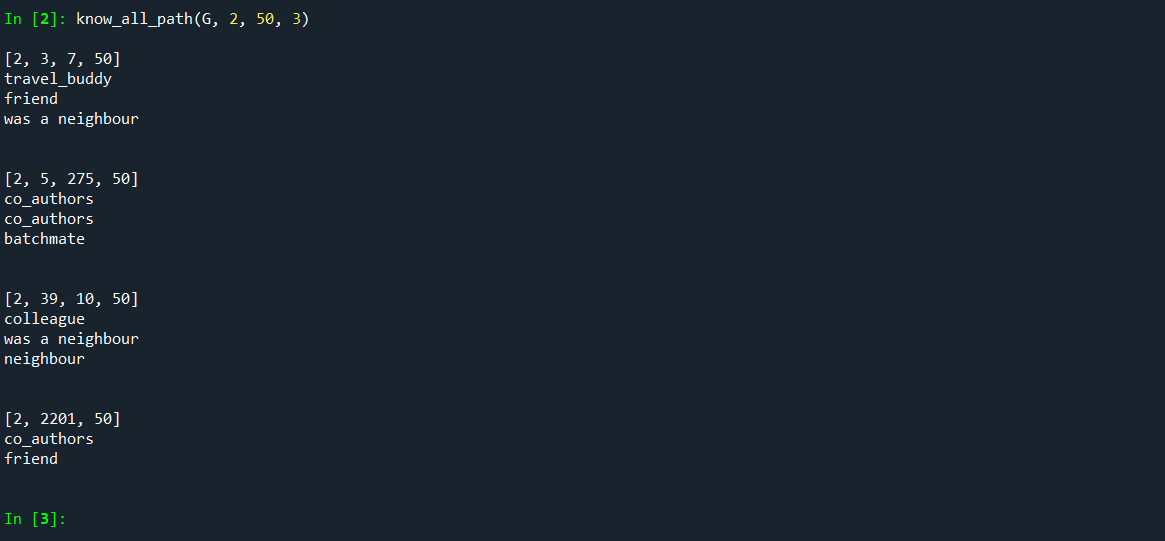 In [2]: know_all_path(G, 2, 50, 3)
[2, 3, 7, 50]
travel_buddy
friend
was a neighbour
[2, 5, 275, 50]
co_authors
co_authors
batchmate
[2, 39, 10, 50]
colleague
was a neighbour
neighbour
[2, 2201, 50]
co_authors
friend
In [3]: